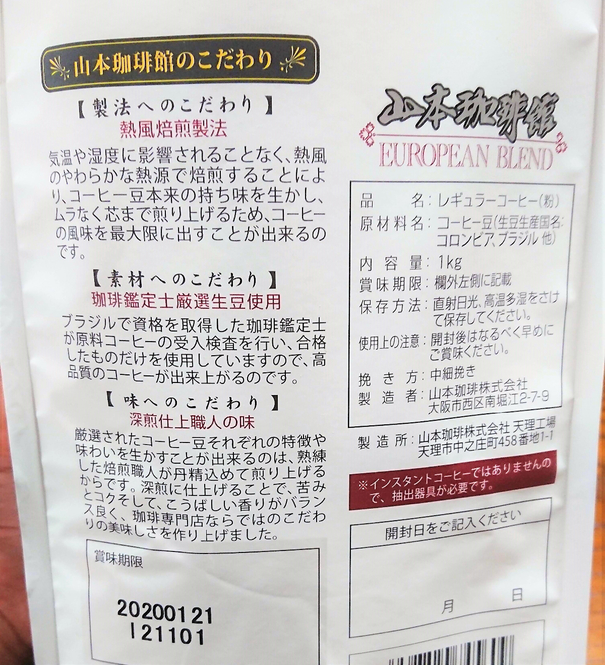 山本珈琲館のこだわり
【 製法へのこだわり 】
熱風焙煎製法
気温や湿度に影響されることなく、熱風
のやわらかな熱源で焙煎することによ
り、コーヒー豆本来の持ち味を生かし、
ムラなく芯まで煎り上げるため、コーヒー
の風味を最大限に出すことが出来るの
です。
【 素材へのこだわり 】
珈琲鑑定士厳選生豆使用
ブラジルで資格を取得した珈琲鑑定士
が原料コーヒーの受入検査を行い、合格
したものだけを使用していますので、高
品質のコーヒーが出来上がるのです。
【 味へのこだわり 】
深煎仕上職人の味
厳選されたコーヒー豆それぞれの特徴や
味わいを生かすことが出来るのは、熟練
した焙煎職人が丹精込めて煎り上げる
からです。深煎に仕上げることで、苦み
とコクそして、こうばしい香りがバラン
ス良く、珈琲専門店ならではのこだわ
りの美味しさを作り上げました。
賞味期限
20200121
121101
山本珈琲館
EUROPEAN BLEND
品 名：レギュラーコーヒー（粉）
原材料名：コーヒー豆（生豆生産国名：
コロンビア、ブラジル 他）
内 容 量：1kg
賞味期限：欄外左側に記載
保存方法：直射日光、高温多湿をさけ
て保存してください。
使用上の注意：開封後はなるべく早めに
ご賞味ください。
挽 き 方：中細挽き
製 造 者：山本珈琲株式会社
大阪市西区南堀江2-7-9
製 造 所：山本珈琲株式会社 天理工場
天理市中之庄町458番地1-1
※インスタントコーヒーではありませんの
で、抽出器具が必要です。
開封日をご記入ください
月 日